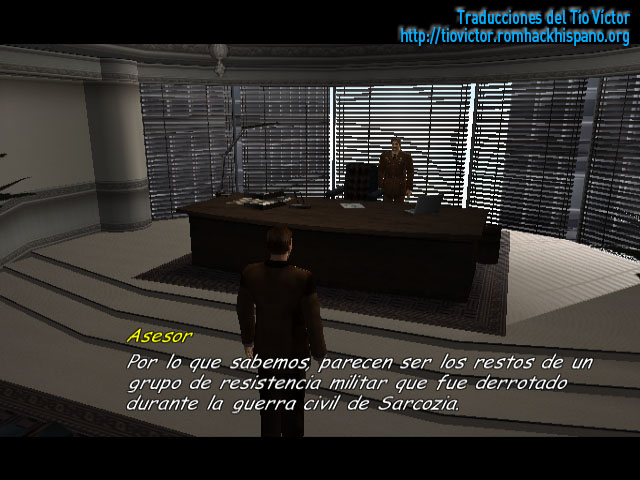 Traducciones del Tío Victor
http://tiovictor.romhackhispano.org
Asesor
Por lo que sabemos, parecen ser los restos de un
grupo de resistencia militar que fue derrotado
durante la guerra civil de Sarcozia.